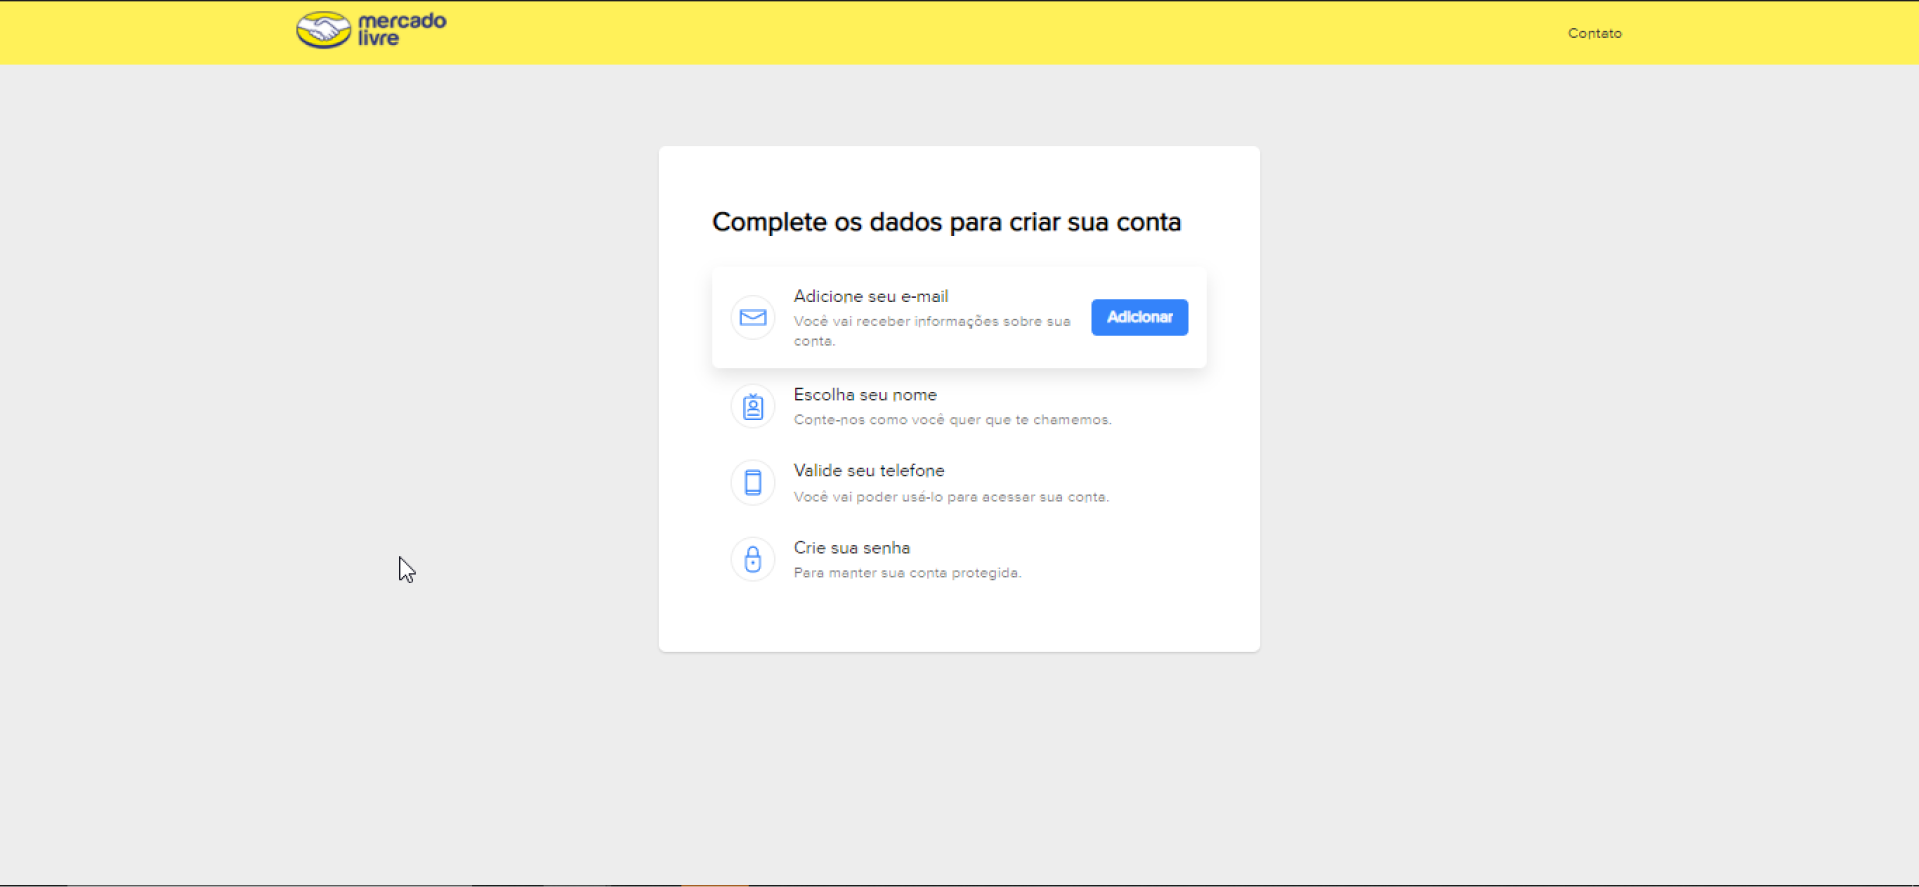 mercado
livre
Contato
Complete os dados para criar sua conta
Adicione seu e-mail
Você vai receber informações sobre sua
conta.
Adicionar
Escolha seu nome
Conte-nos como você quer que te chamemos.
Valide seu telefone
Você vai poder usá-lo para acessar sua conta.
Crie sua senha
Para manter sua conta protegida.